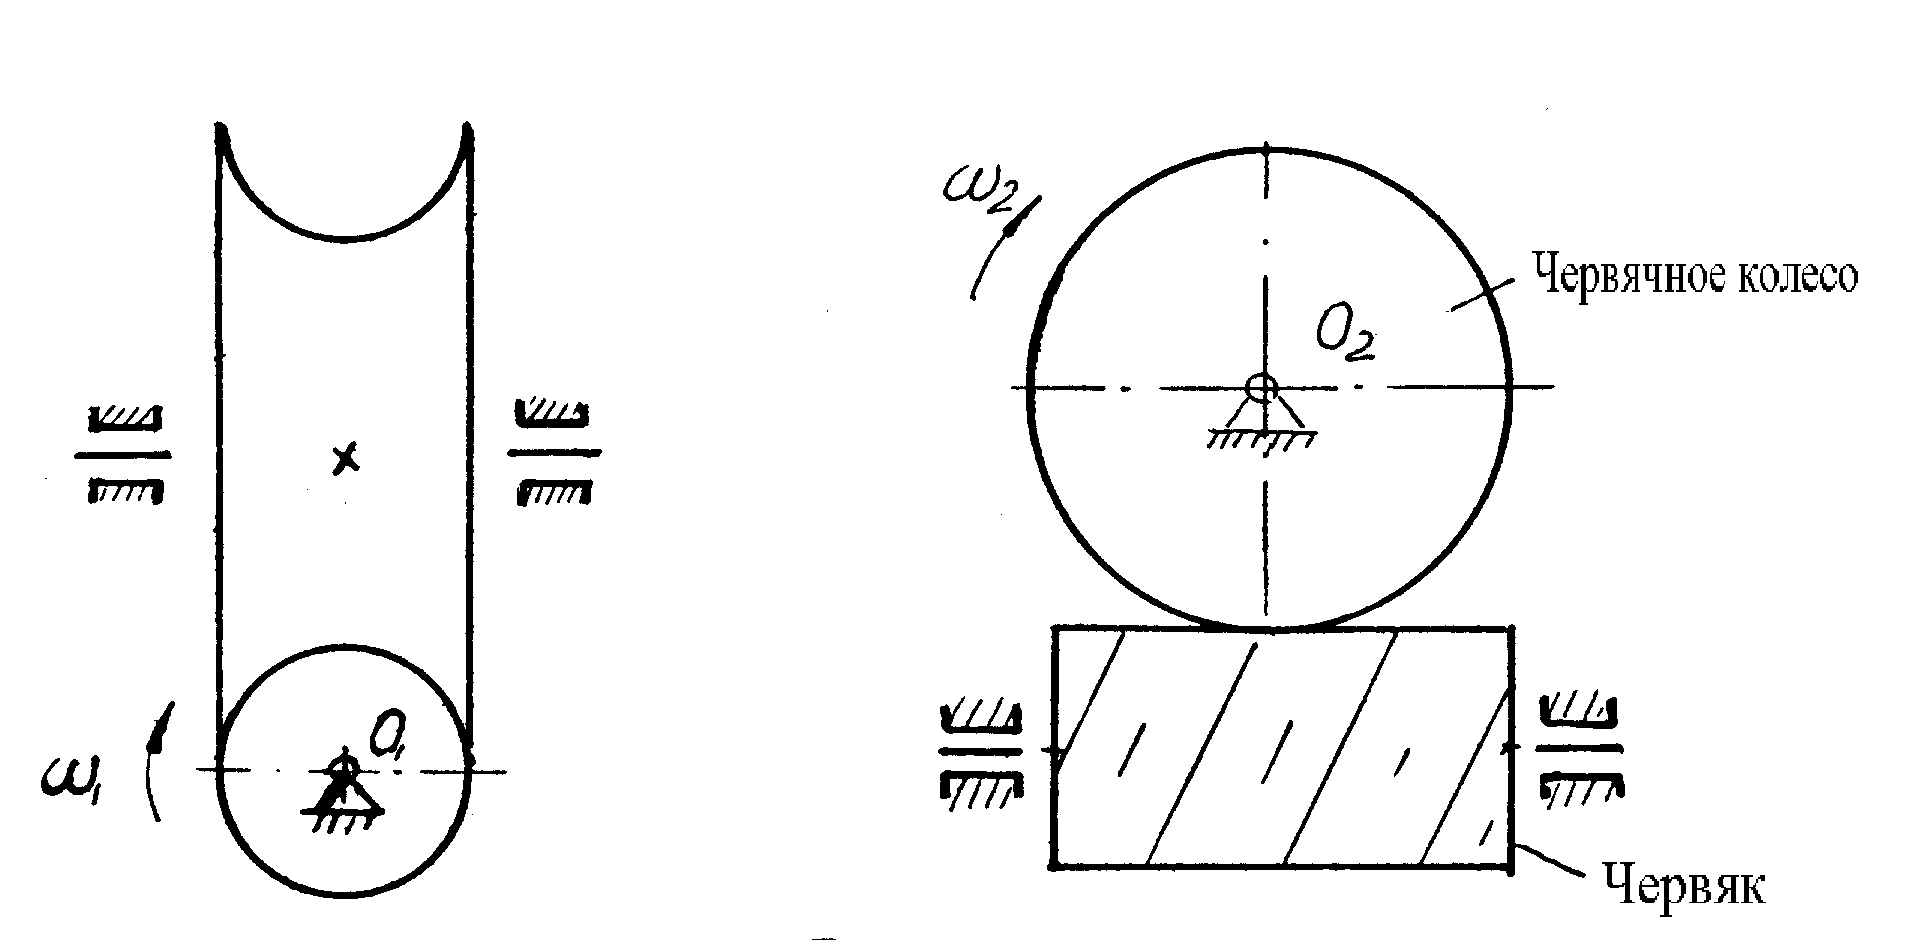 ω₂
Червячное колесо
O₂
O₁
ω₁
Червяк